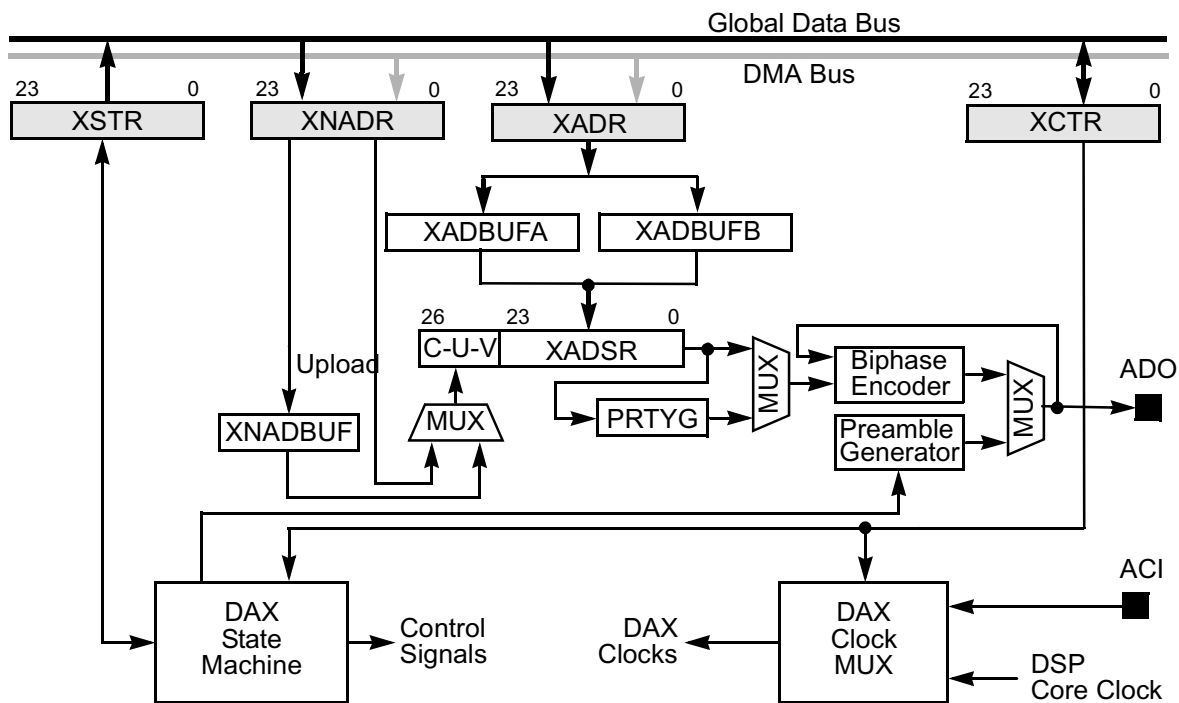 Global Data Bus
DMA Bus
23 0
23 0
23 0
23 0
XSTR
XNADR
XADR
XCTR
XADBUFA
XADBUFB
26 23 0
C-U-V
XADSR
Upload
MUX
Biphase
Encoder
MUX
ADO
XNADBUF
MUX
PRTYG
Preamble
Generator
DAX
State
Machine
Control
Signals
DAX
Clocks
DAX
Clock
MUX
ACI
DSP
Core Clock